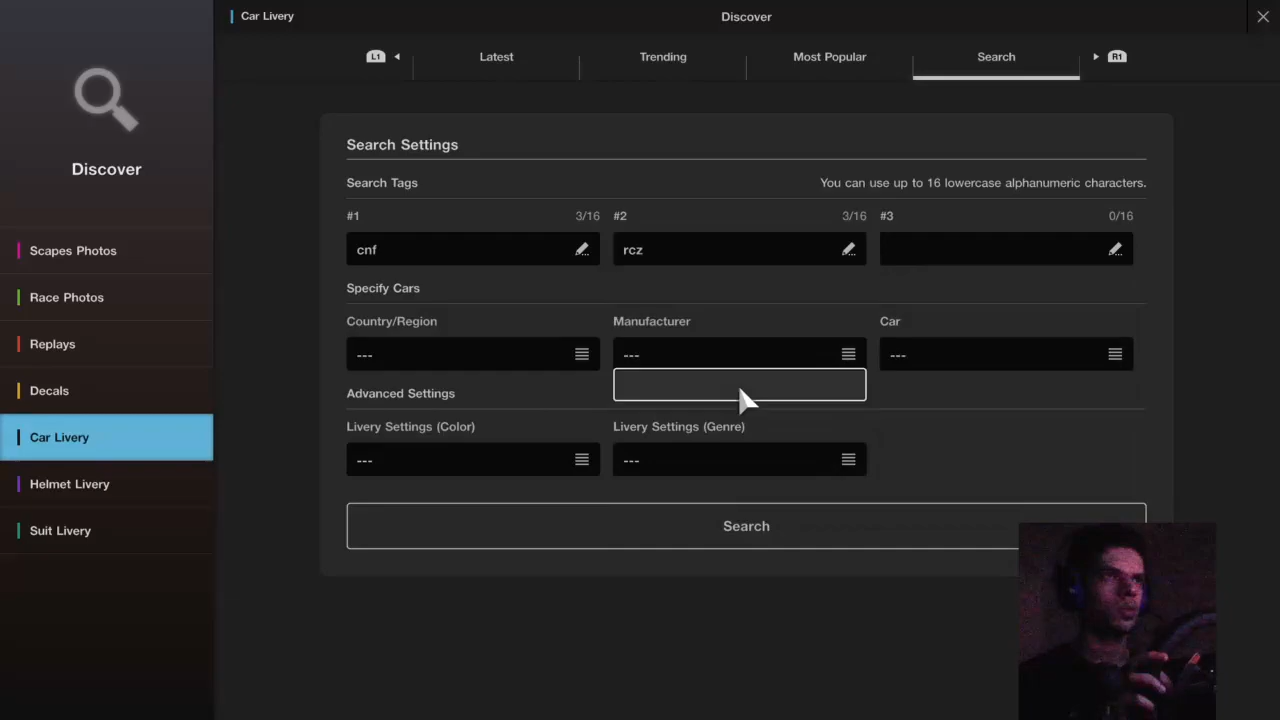 Car Livery
Discover
L1
Latest
Trending
Most Popular
Search
R1
Discover
Scapes Photos
Race Photos
Replays
Decals
Car Livery
Helmet Livery
Suit Livery
Search Settings
Search Tags
You can use up to 16 lowercase alphanumeric characters.
#1 3/16
#2 3/16
#3 0/16
cnf
rcz
Specify Cars
Country/Region
Manufacturer
Car
---
---
---
Advanced Settings
Livery Settings (Color)
Livery Settings (Genre)
---
---
Search